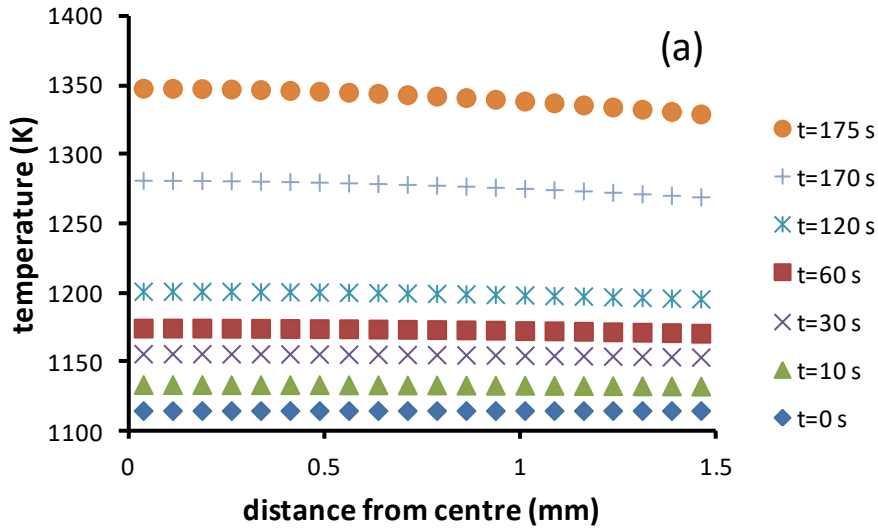 (a)
1400
1350
1300
1250
1200
1150
1100
0
0.5
1
1.5
temperature (K)
distance from centre (mm)
t=175 s
t=170 s
t=120 s
t=60 s
t=30 s
t=10 s
t=0 s